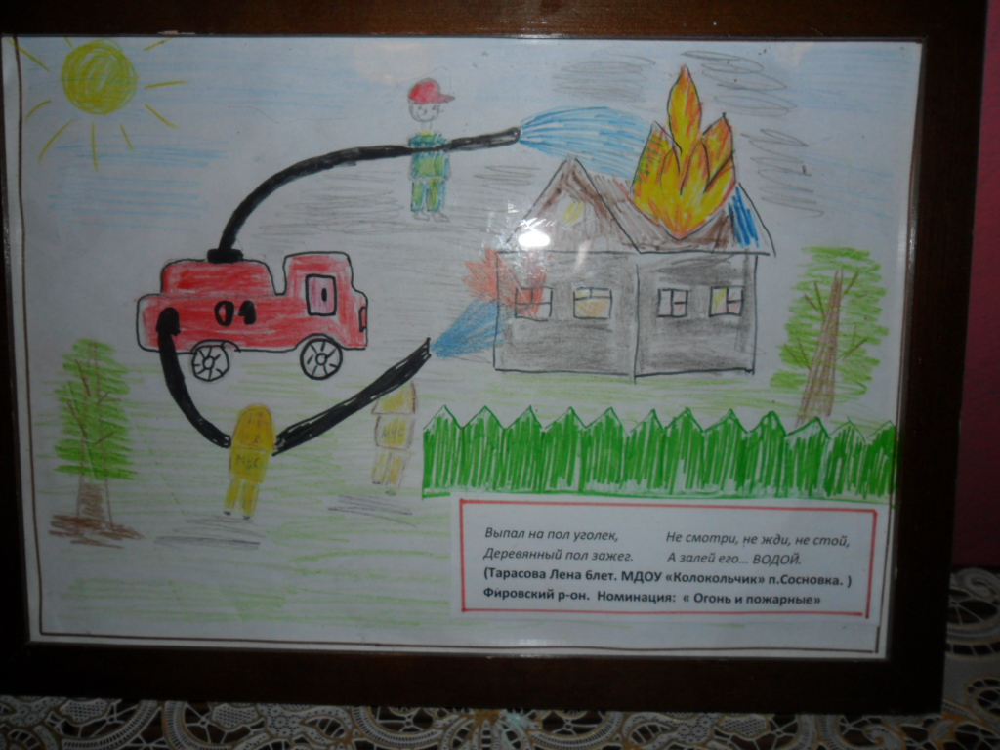 01
МЧС
МЧС
Выпал на пол уголек,
Деревянный пол зажег.
Не смотри, не жди, не стой,
А залей его... ВОДОЙ.
(Тарасова Лена 6лет. МДОУ «Колокольчик» п.Сосновка. )
Фировский р-он. Номинация: « Огонь и пожарные»